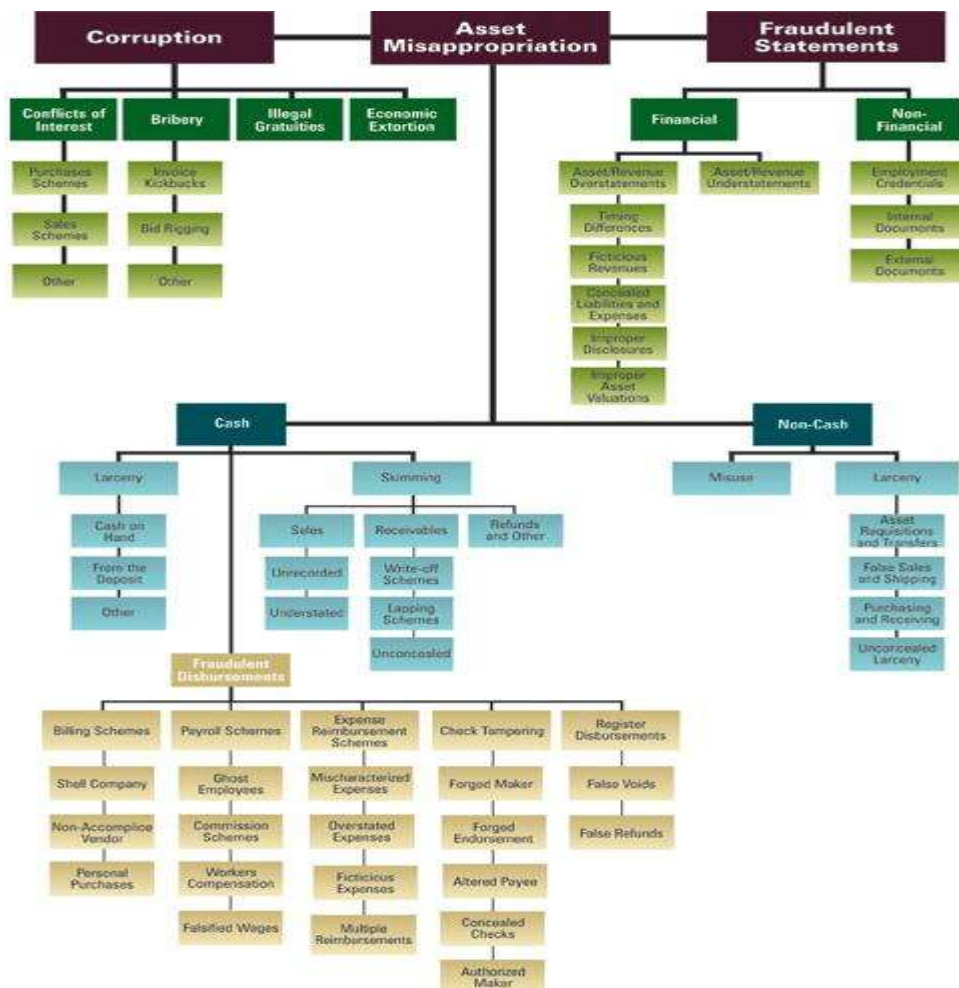 Corruption
Asset
Misappropriation
Fraudulent
Statements
Conflicts of
Interest
Bribery
Illegal
Gratuities
Economic
Extortion
Financial
Non-
Financial
Purchases
Schemes
Sales
Schemes
Other
Invoice
Kickbacks
Bid Rigging
Other
Asset/Revenue
Overstatements
Timing
Differences
Ficticious
Revenues
Concealed
Liabilities and
Expenses
Improper
Disclosures
Improper
Asset
Valuations
Asset/Revenue
Understatements
Employment
Credentials
Internal
Documents
External
Documents
Cash
Non-Cash
Larceny
Cash on
Hand
From the
Deposit
Other
Skimming
Sales
Unrecorded
Understated
Receivables
Write-off
Schemes
Lapping
Schemes
Unconcealed
Refunds
and Other
Misuse
Larceny
Asset
Requisitions
and Transfers
False Sales
and Shipping
Purchasing
and Receiving
Unconcealed
Larceny
Fraudulent
Disbursements
Billing Schemes
Shell Company
Non-Accomplice
Vendor
Personal
Purchases
Payroll Schemes
Ghost
Employees
Commission
Schemes
Workers
Compensation
Falsified Wages
Expense
Reimbursement
Schemes
Mischaracterized
Expenses
Overstated
Expenses
Ficticious
Expenses
Multiple
Reimbursements
Check Tampering
Forged Maker
Forged
Endorsement
Altered Payee
Concealed
Checks
Authorized
Maker
Register
Disbursements
False Voids
False Refunds